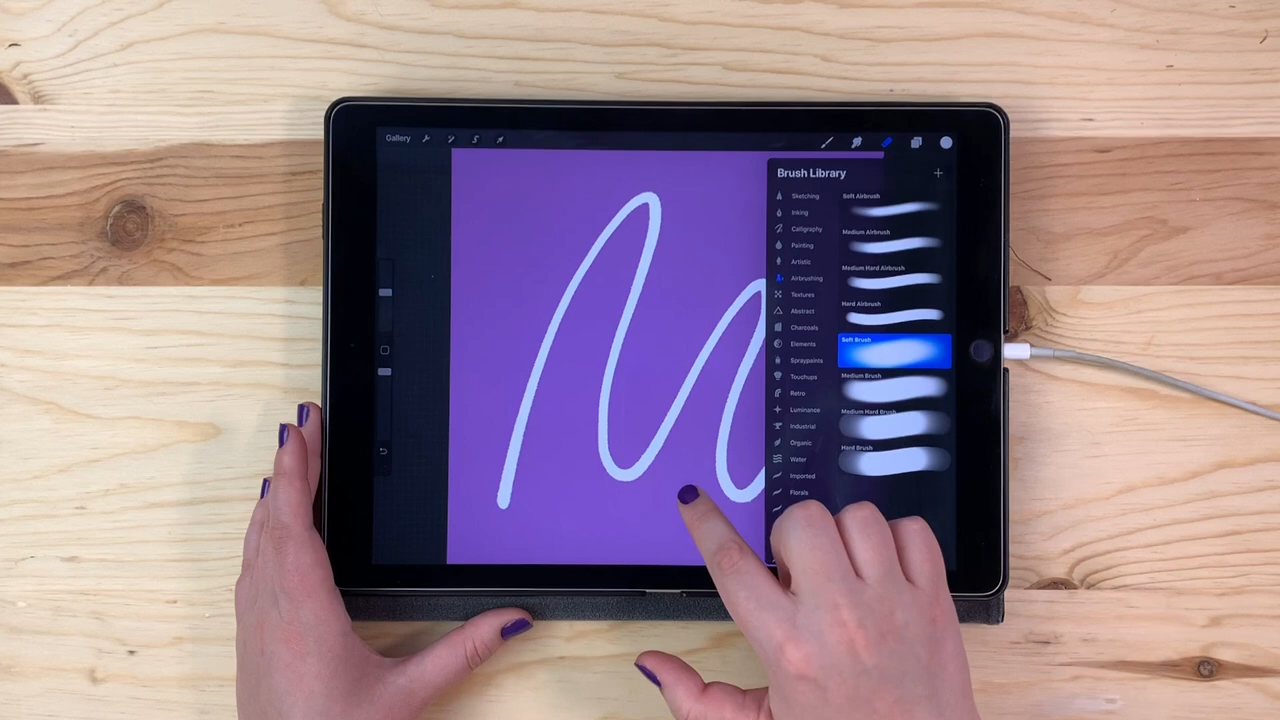 Gallery
Brush Library
Sketching
Inking
Calligraphy
Painting
Artistic
Airbrushing
Textures
Abstract
Charcoals
Elements
Spraypaints
Touchups
Retro
Luminance
Industrial
Organic
Water
Imported
Florals
Soft Airbrush
Medium Airbrush
Medium Hard Airbrush
Hard Airbrush
Soft Brush
Medium Brush
Medium Hard Brush
Hard Brush